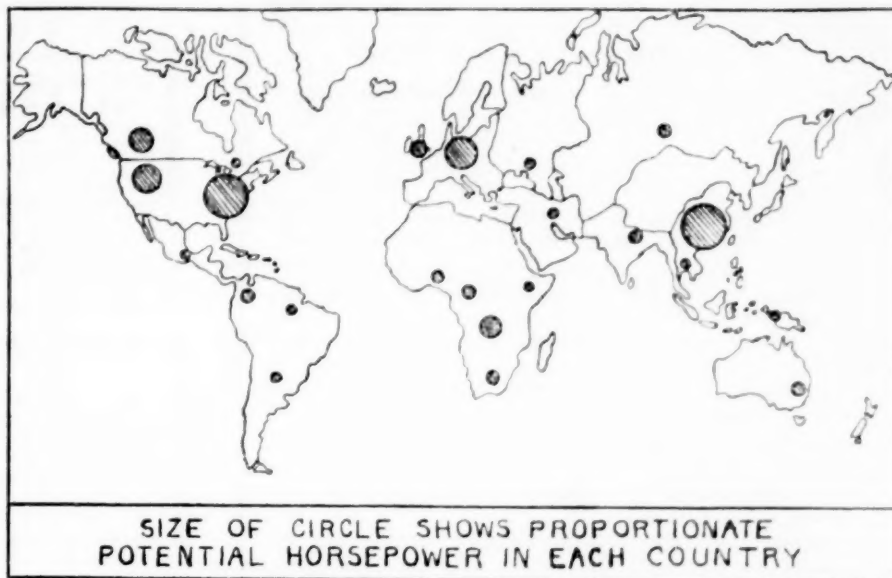 SIZE OF CIRCLE SHOWS PROPORTIONATE
POTENTIAL HORSEPOWER IN EACH COUNTRY